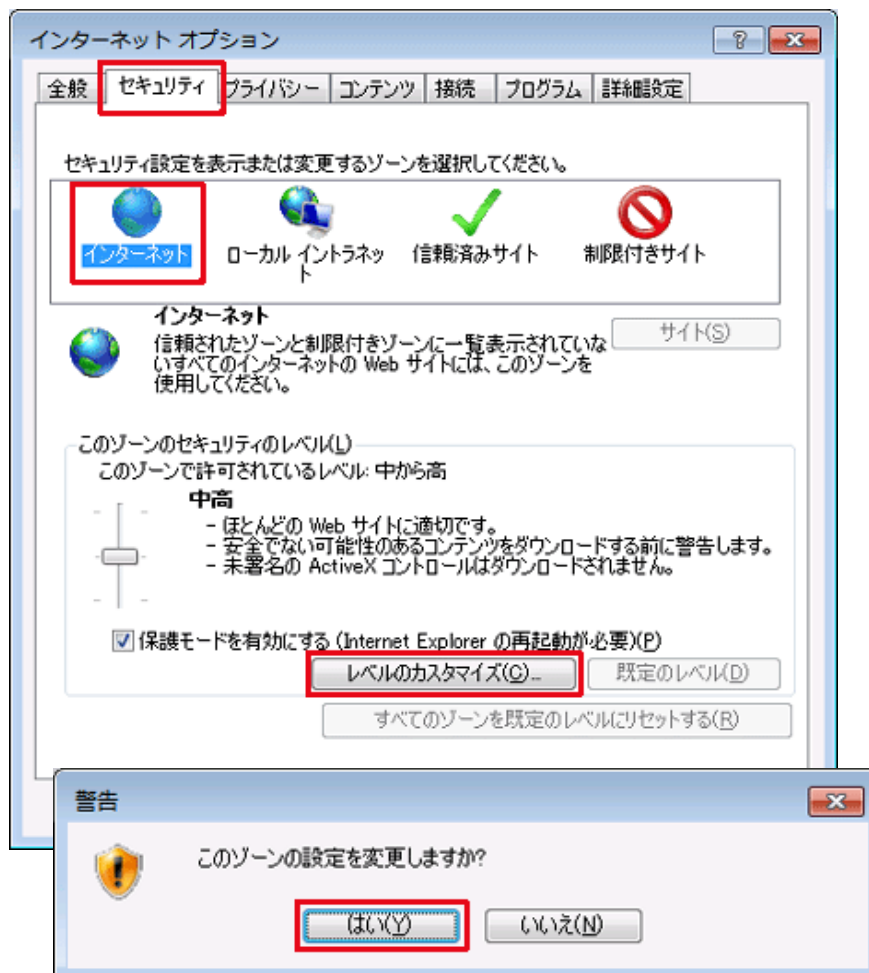 インターネット オプション
全般 セキュリティ プライバシー コンテンツ 接続 プログラム 詳細設定
セキュリティ設定を表示または変更するゾーンを選択してください。
インターネット ローカル イントラネッ
ト 信頼済みサイト 制限付きサイト
インターネット
信頼されたゾーンと制限付きゾーンに一覧表示されていな
いすべてのインターネットの Web サイトには、このゾーンを
使用してください。
サイト(S)
このゾーンのセキュリティのレベル(L)
このゾーンで許可されているレベル: 中から高
中高
- ほとんどの Web サイトに適切です。
- 安全でない可能性のあるコンテンツをダウンロードする前に警告します。
- 未署名の ActiveX コントロールはダウンロードされません。
保護モードを有効にする (Internet Explorer の再起動が必要)(P)
レベルのカスタマイズ(C)... 既定のレベル(D)
すべてのゾーンを既定のレベルにリセットする(R)
警告
このゾーンの設定を変更しますか?
はい(Y) いいえ(N)